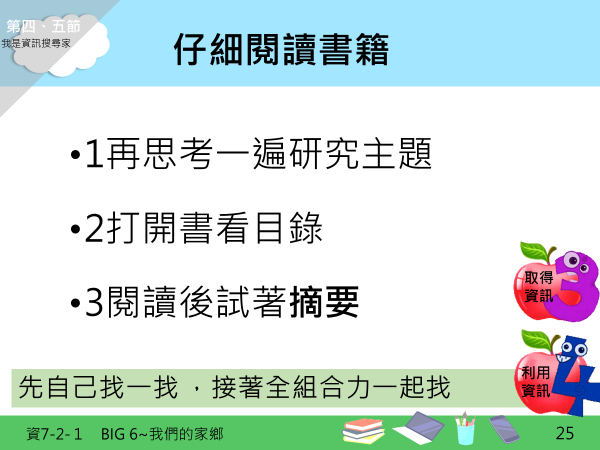 第四、五節
我是資訊搜尋家
仔細閱讀書籍
•1再思考一遍研究主題
•2打開書看目錄
•3閱讀後試著摘要
3
取得
資訊
4
利用
資訊
先自己找一找，接著全組合力一起找
資7-2-1 BIG 6~我們的家鄉
25